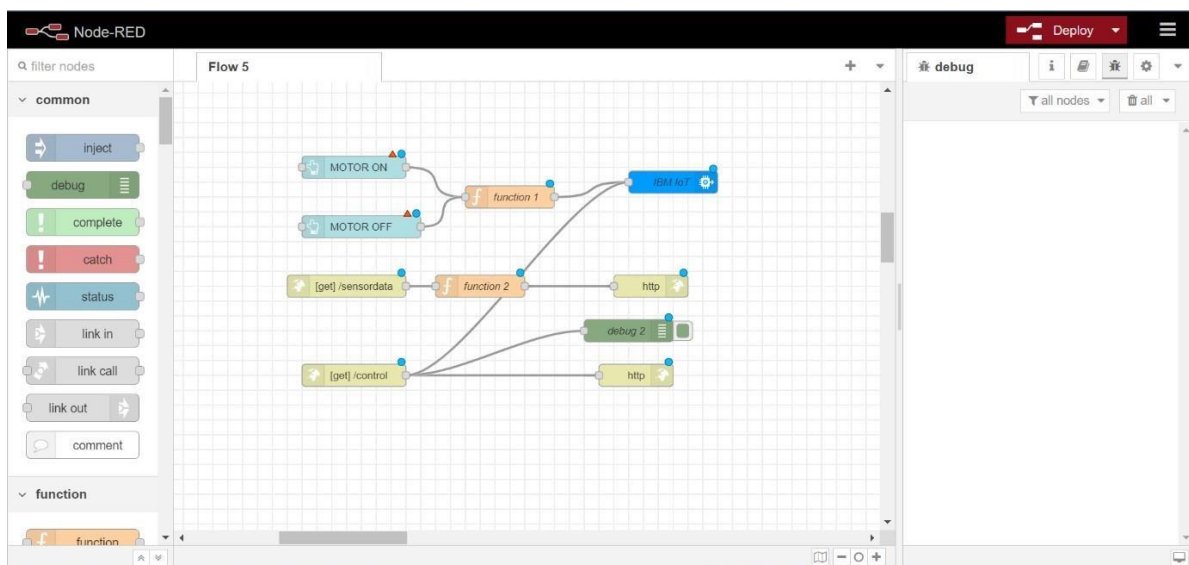 Node-RED
Deploy
filter nodes
Flow 5
debug
i
all nodes
all
common
inject
debug
complete
catch
status
link in
link call
link out
comment
function
function
MOTOR ON
MOTOR OFF
function 1
IBM IoT
[get] /sensordata
function 2
http
debug 2
[get] /control
http